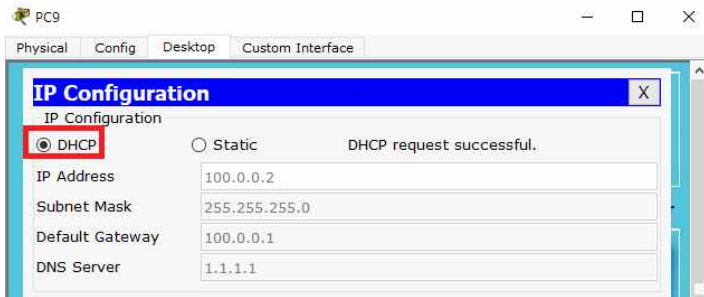 PC9
Physical Config Desktop Custom Interface
IP Configuration X
IP Configuration
DHCP Static DHCP request successful.
IP Address 100.0.0.2
Subnet Mask 255.255.255.0
Default Gateway 100.0.0.1
DNS Server 1.1.1.1